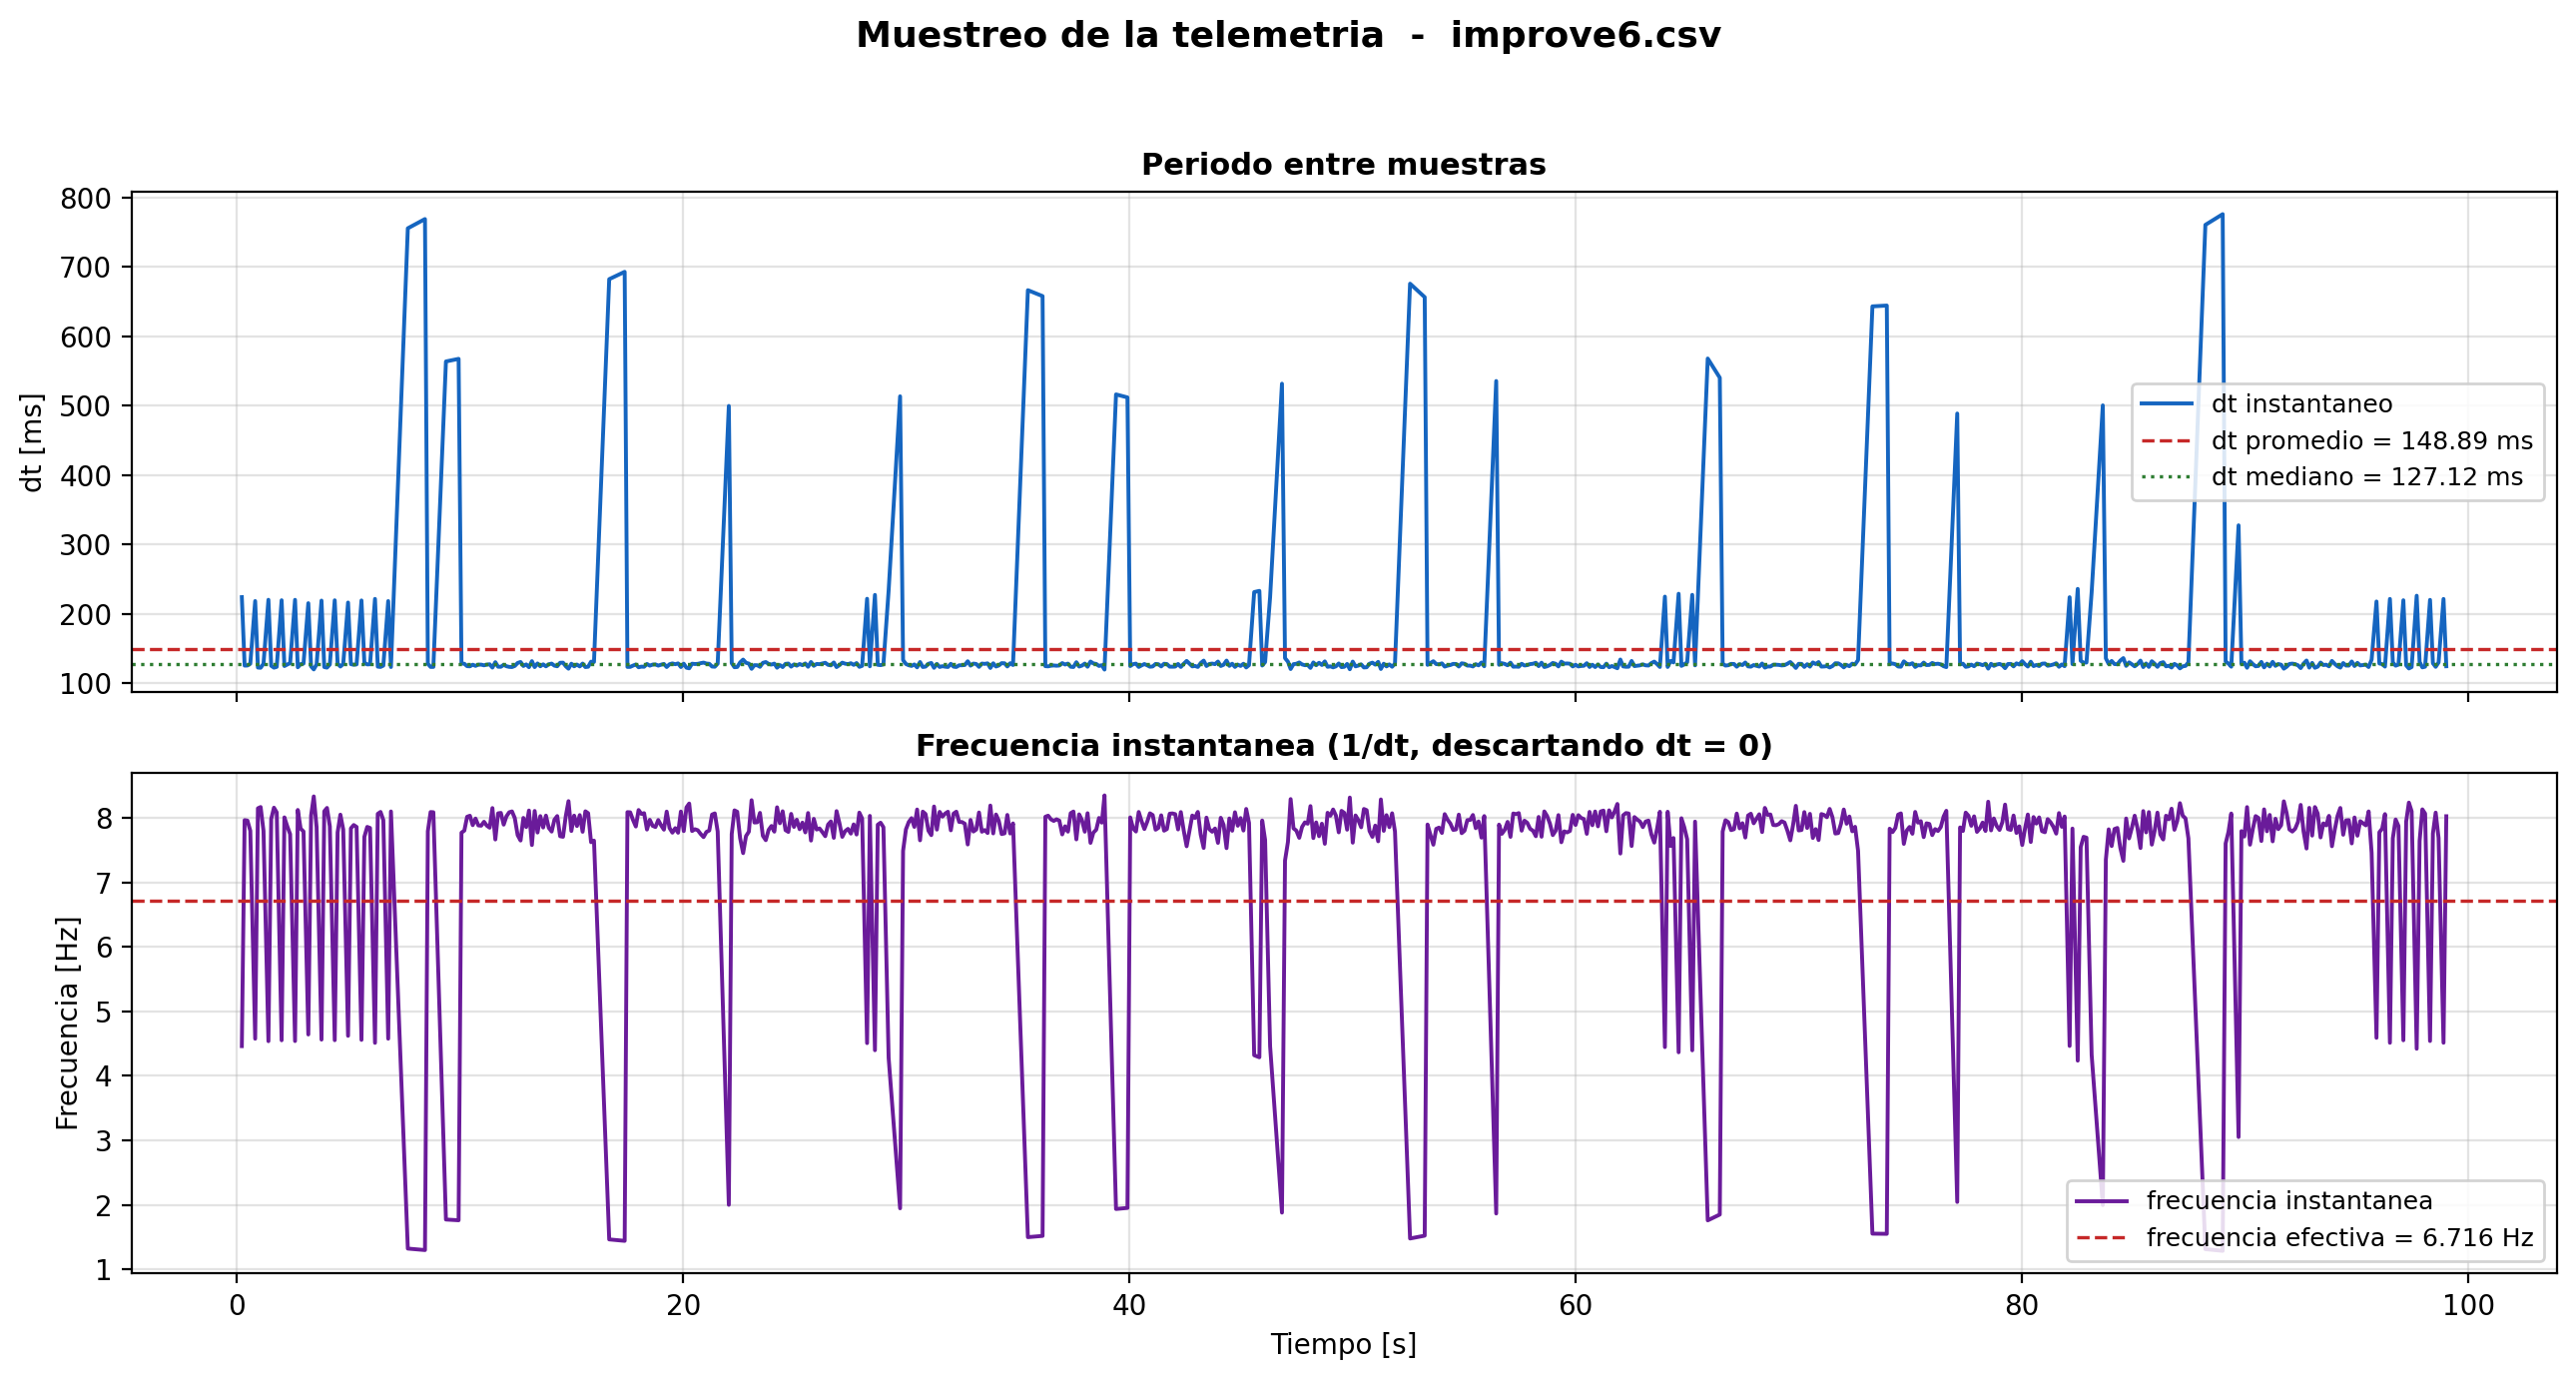 Muestreo de la telemetria - improve6.csv
Periodo entre muestras
800
700
600
500
400
300
200
100
dt [ms]
dt instantaneo
dt promedio = 148.89 ms
dt mediano = 127.12 ms
Frecuencia instantanea (1/dt, descartando dt = 0)
8
7
6
5
4
3
2
1
Frecuencia [Hz]
frecuencia instantanea
frecuencia efectiva = 6.716 Hz
0 20 40 60 80 100
Tiempo [s]